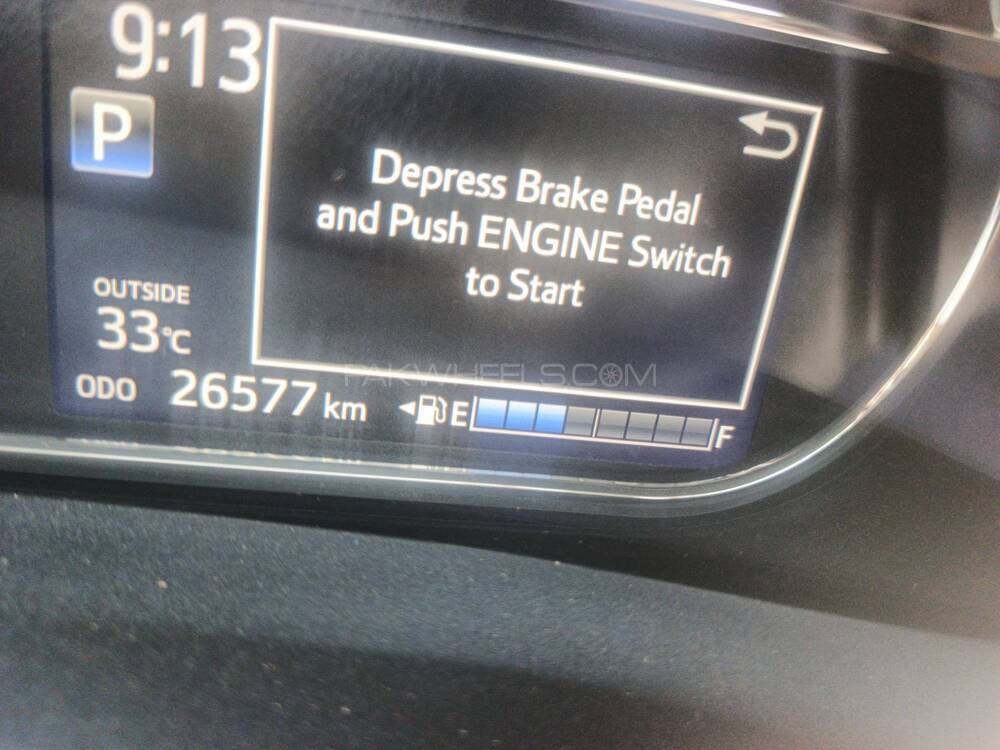 9:13
P
Depress Brake Pedal
and Push ENGINE Switch
to Start
OUTSIDE
33°C
ODO 26577 km
E F
PAKWHEELS.COM